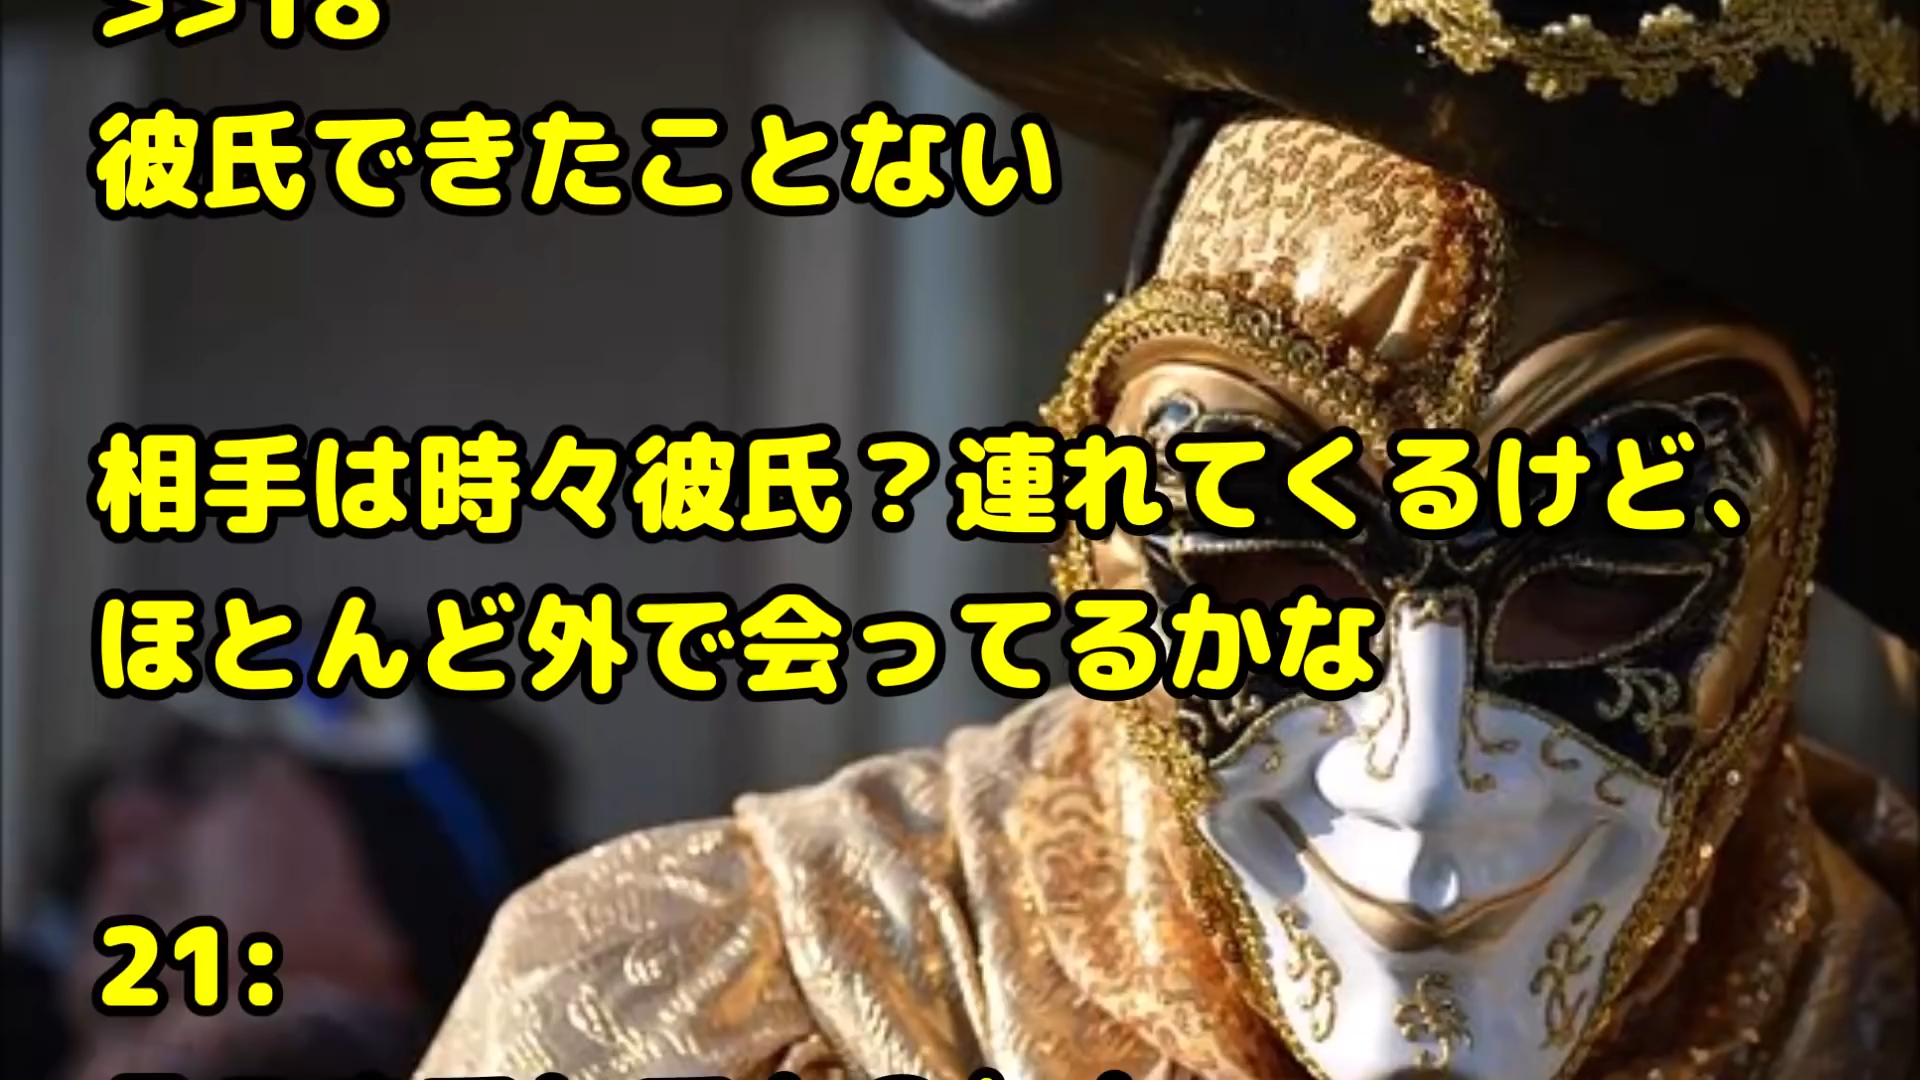 >>18
彼氏できたことない
相手は時々彼氏？連れてくるけど、
ほとんど外で会ってるかな
21: